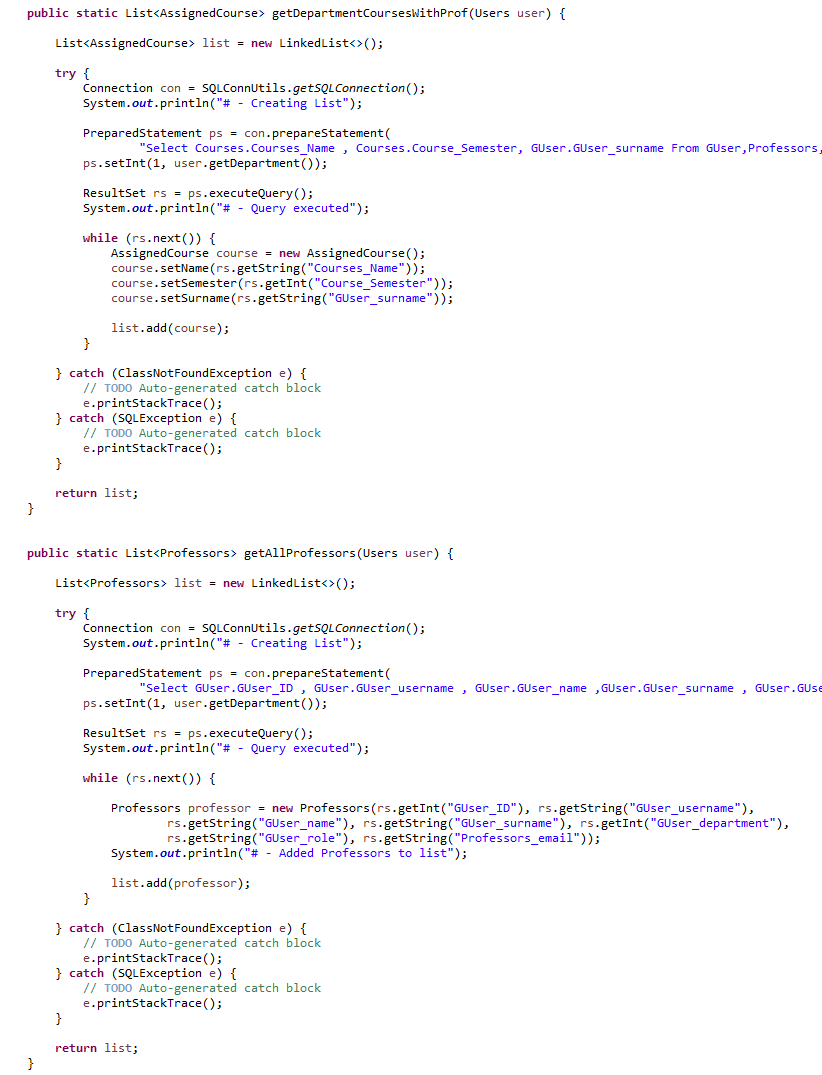 public static List<AssignedCourse> getDepartmentCoursesWithProf(Users user) {
List<AssignedCourse> list = new LinkedList<>();
try {
Connection con = SQLConnUtils.getSQLConnection();
System.out.println("# - Creating List");
PreparedStatement ps = con.prepareStatement(
"Select Courses.Courses_Name , Courses.Course_Semester, GUser.GUser_surname From GUser,Professors,
ps.setInt(1, user.getDepartment());
ResultSet rs = ps.executeQuery();
System.out.println("# - Query executed");
while (rs.next()) {
AssignedCourse course = new AssignedCourse();
course.setName(rs.getString("Courses_Name"));
course.setSemester(rs.getInt("Course_Semester"));
course.setSurname(rs.getString("GUser_surname"));
list.add(course);
}
} catch (ClassNotFoundException e) {
// TODO Auto-generated catch block
e.printStackTrace();
} catch (SQLException e) {
// TODO Auto-generated catch block
e.printStackTrace();
}
return list;
}
public static List<Professors> getAllProfessors(Users user) {
List<Professors> list = new LinkedList<>();
try {
Connection con = SQLConnUtils.getSQLConnection();
System.out.println("# - Creating List");
PreparedStatement ps = con.prepareStatement(
"Select GUser.GUser_ID , GUser.GUser_username , GUser.GUser_name ,GUser.GUser_surname , GUser.GUse
ps.setInt(1, user.getDepartment());
ResultSet rs = ps.executeQuery();
System.out.println("# - Query executed");
while (rs.next()) {
Professors professor = new Professors(rs.getInt("GUser_ID"), rs.getString("GUser_username"),
rs.getString("GUser_name"), rs.getString("GUser_surname"), rs.getInt("GUser_department"),
rs.getString("GUser_role"), rs.getString("Professors_email"));
System.out.println("# - Added Professors to list");
list.add(professor);
}
} catch (ClassNotFoundException e) {
// TODO Auto-generated catch block
e.printStackTrace();
} catch (SQLException e) {
// TODO Auto-generated catch block
e.printStackTrace();
}
return list;
}